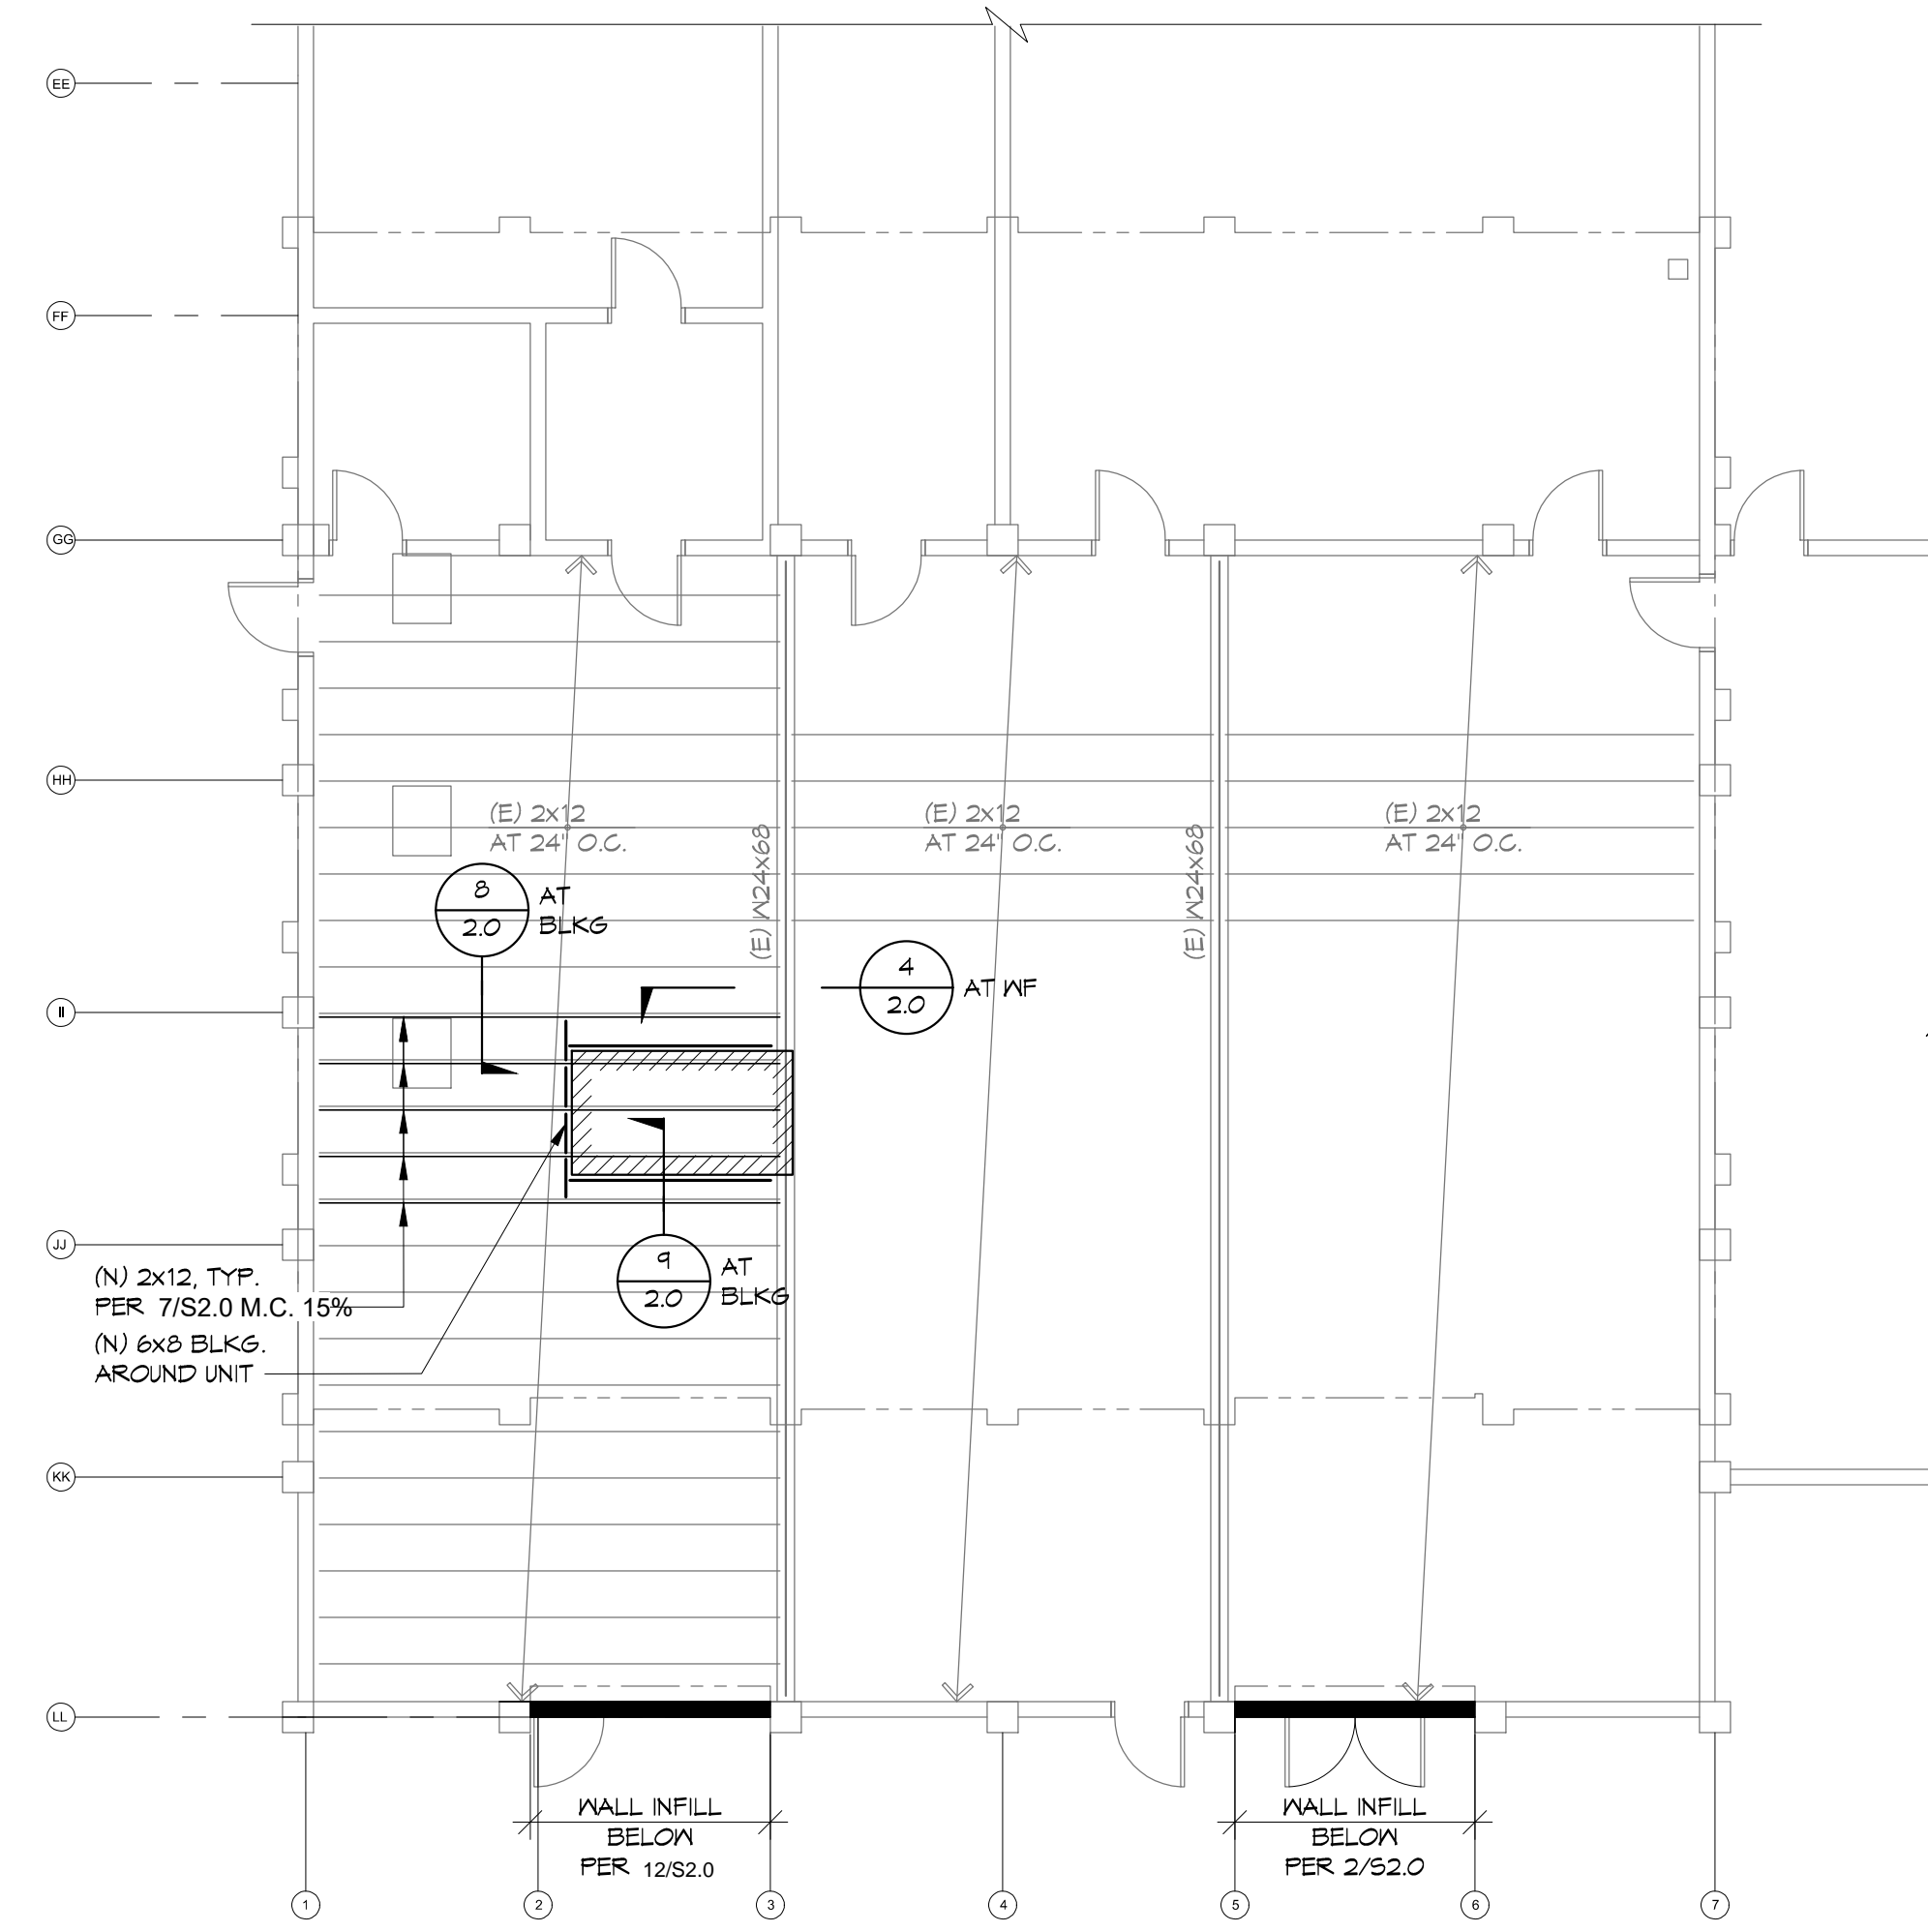 EE
FF
GG
HH
(E) 2x12
AT 24" O.C.
(E) 2x12
AT 24" O.C.
(E) 2x12
AT 24" O.C.
(E) W24x68
(E) W24x68
8
2.0
AT
BLKG
4
2.0
AT WF
II
JJ
9
2.0
AT
BLKG
(N) 2x12, TYP.
PER 7/S2.0 M.C. 15%
(N) 6x8 BLKG.
AROUND UNIT
KK
LL
WALL INFILL
BELOW
PER 12/S2.0
WALL INFILL
BELOW
PER 2/S2.0
1
2
3
4
5
6
7